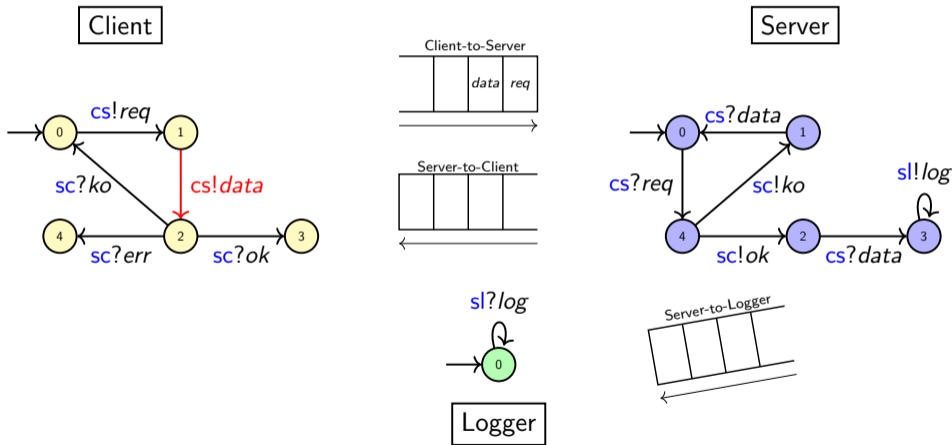 Client
cs!req
0
1
sc?ko
cs!data
4
2
3
sc?err
sc?ok
Client-to-Server
data
req
Server-to-Client
sl?log
0
Logger
Server
0
cs?data
1
cs?req
sc!ko
sl!log
4
2
3
sc!ok
cs?data
Server-to-Logger